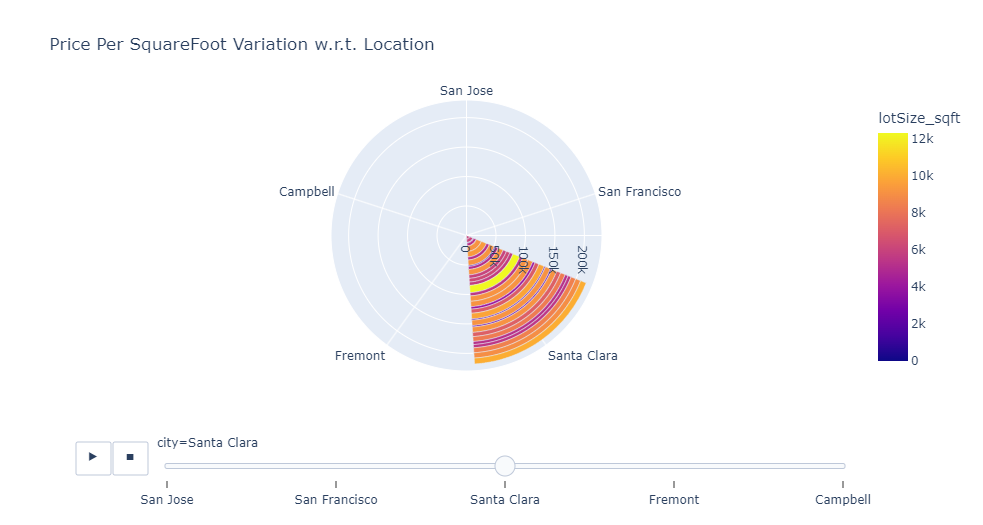 Price Per SquareFoot Variation w.r.t. Location
San Jose
San Francisco
Campbell
Fremont
Santa Clara
0
50k
100k
150k
200k
lotSize_sqft
12k
10k
8k
6k
4k
2k
0
city=Santa Clara
San Jose
San Francisco
Santa Clara
Fremont
Campbell